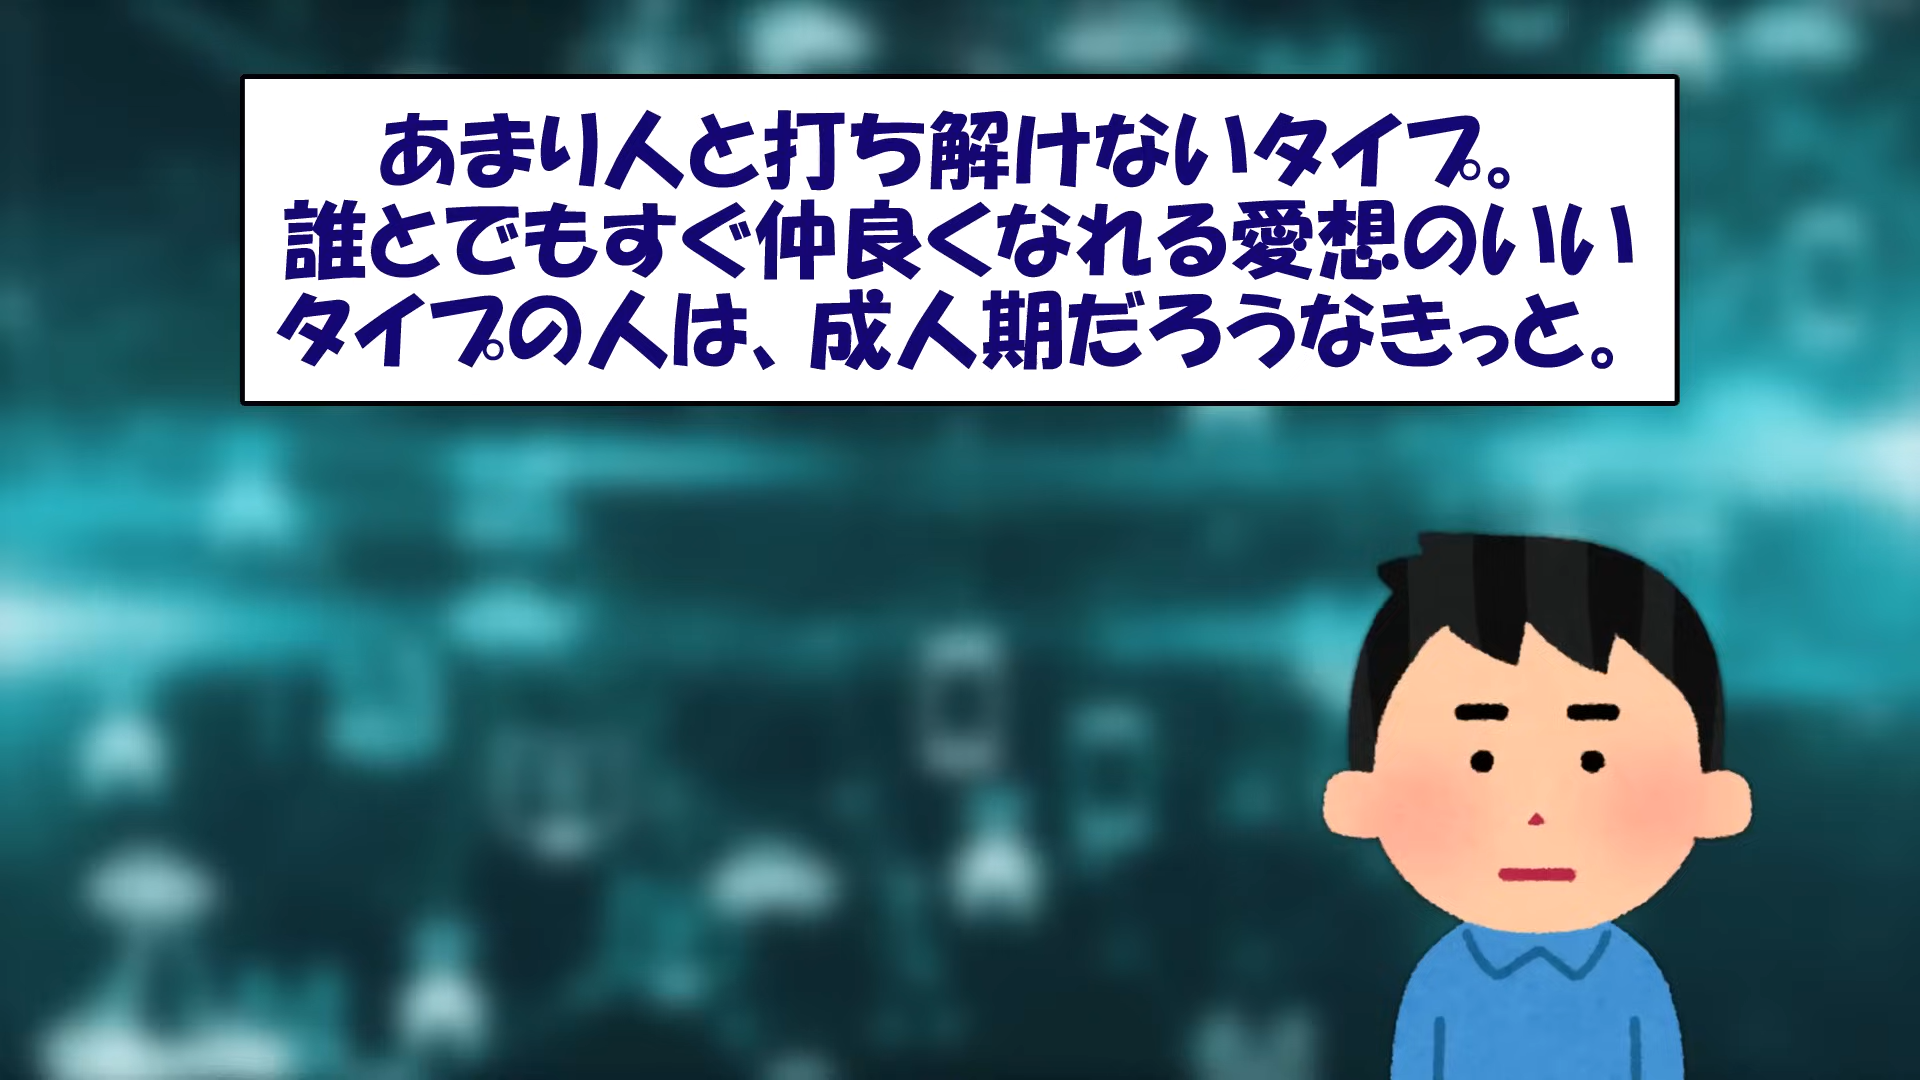 あまり人と打ち解けないタイプ。
誰とでもすぐ仲良くなれる愛想のいい
タイプの人は、成人期だろうなきっと。